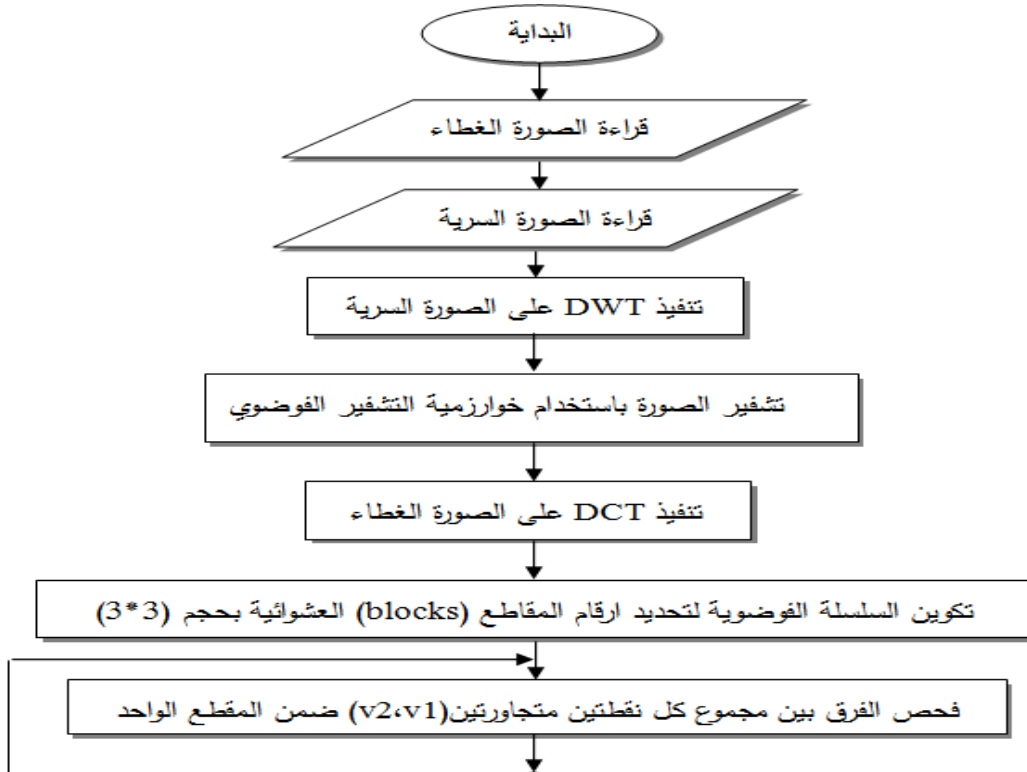 البداية
قراءة الصورة الغطاء
قراءة الصورة السرية
تنفيذ DWT على الصورة السرية
تشفير الصورة باستخدام خوارزمية التشفير الفوضوي
تنفيذ DCT على الصورة الغطاء
تكوين السلسلة الفوضوية لتحديد ارقام المقاطع (blocks) العشوائية بحجم (3*3)
فحص الفرق بين مجموع كل نقطتين متجاورتين(v1،v2) ضمن المقطع الواحد